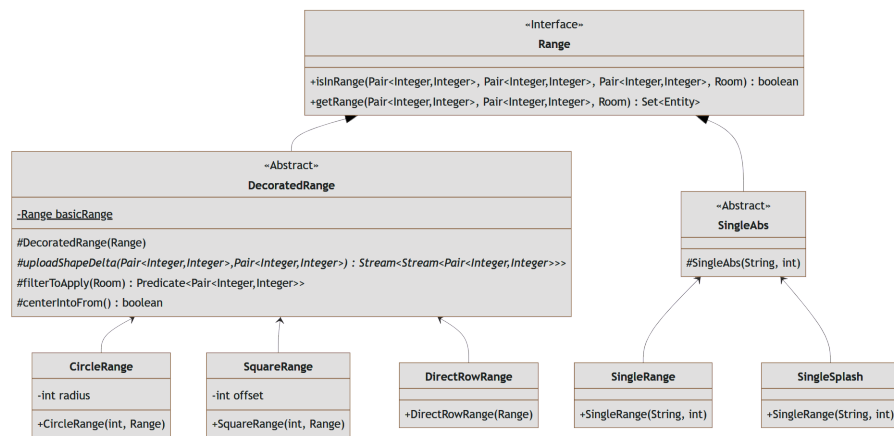 «Interface»
Range
+isInRange(Pair<Integer,Integer>, Pair<Integer,Integer>, Pair<Integer,Integer>, Room) : boolean
+getRange(Pair<Integer,Integer>, Pair<Integer,Integer>, Room) : Set<Entity>
«Abstract»
DecoratedRange
-Range basicRange
#DecoratedRange(Range)
#uploadShapeDelta(Pair<Integer,Integer>,Pair<Integer,Integer>) : Stream<Stream<Pair<Integer,Integer>>>
#filterToApply(Room) : Predicate<Pair<Integer,Integer>>
#centerIntoFrom() : boolean
«Abstract»
SingleAbs
#SingleAbs(String, int)
CircleRange
-int radius
+CircleRange(int, Range)
SquareRange
-int offset
+SquareRange(int, Range)
DirectRowRange
+DirectRowRange(Range)
SingleRange
+SingleRange(String, int)
SingleSplash
+SingleRange(String, int)